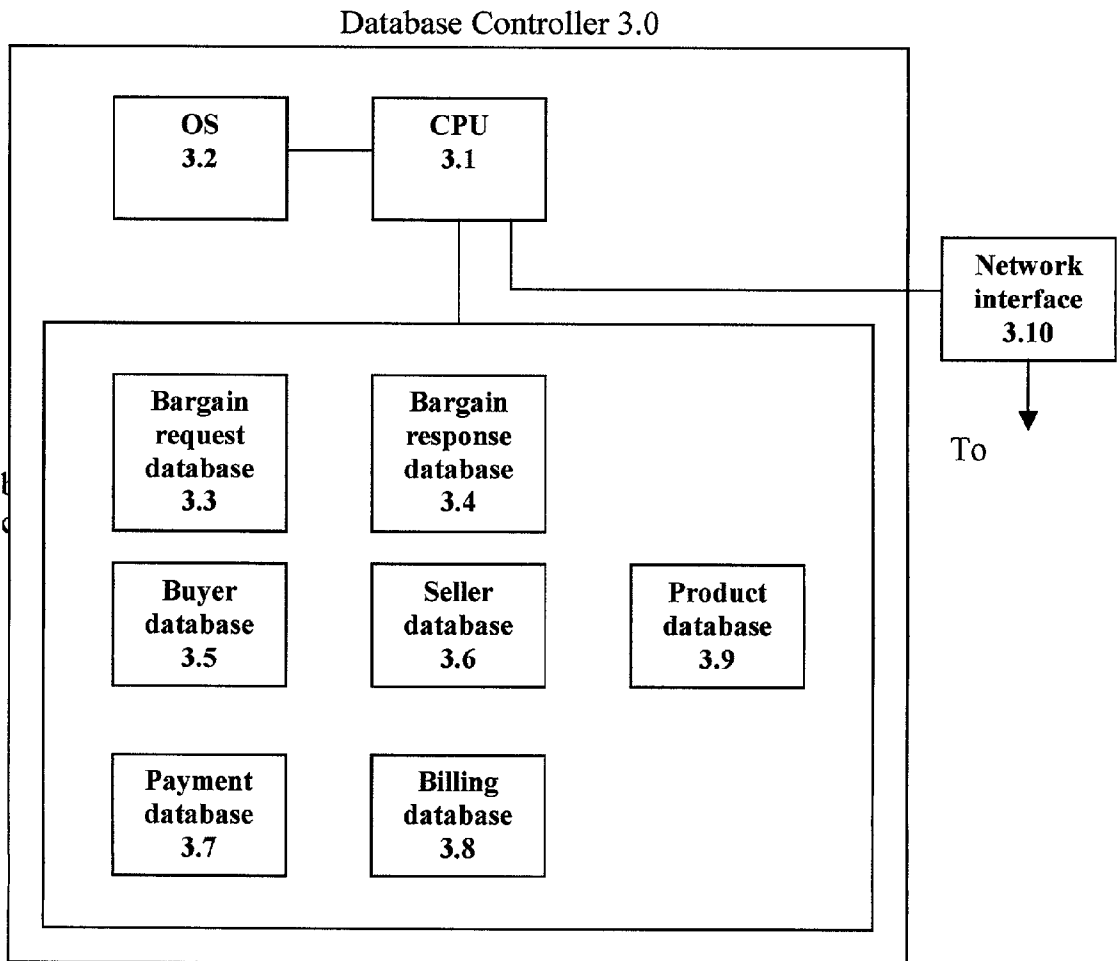 Database Controller 3.0
OS
3.2
CPU
3.1
Network
interface
3.10
To
Bargain
request
database
3.3
Bargain
response
database
3.4
Buyer
database
3.5
Seller
database
3.6
Product
database
3.9
Payment
database
3.7
Billing
database
3.8